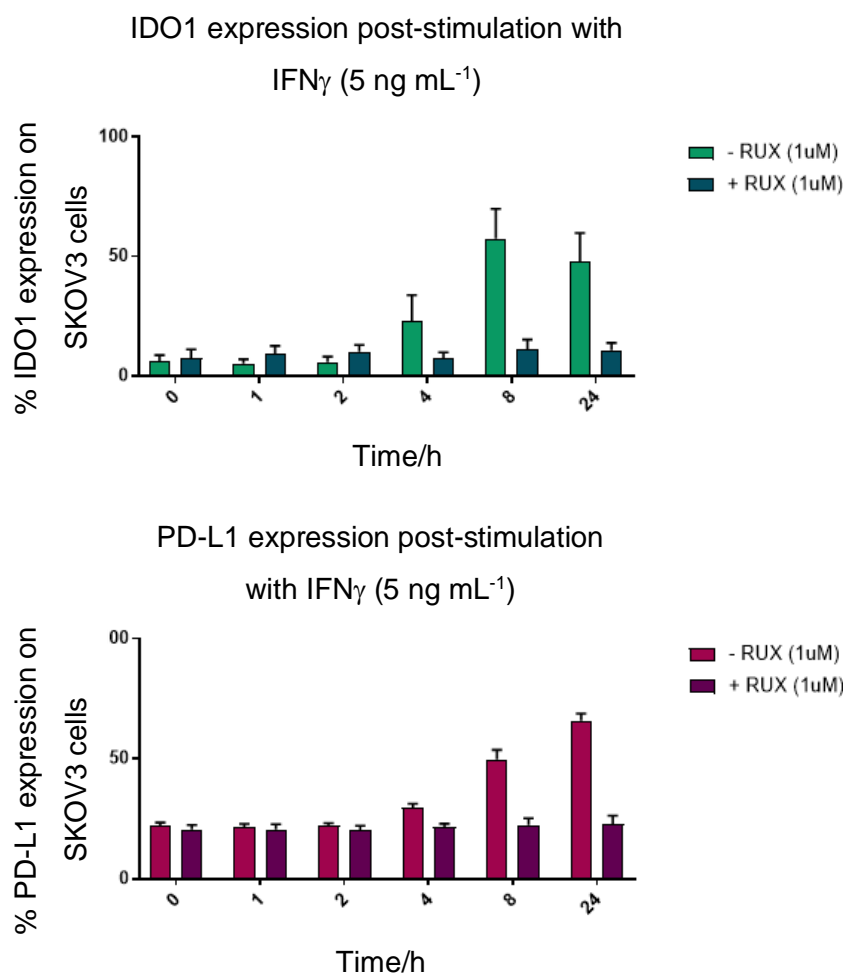 IDO1 expression post-stimulation with
IFNγ (5 ng mL⁻¹)
% IDO1 expression on
SKOV3 cells
100
50
0
0 1 2 4 8 24
Time/h
- RUX (1uM)
+ RUX (1uM)
PD-L1 expression post-stimulation
with IFNγ (5 ng mL⁻¹)
% PD-L1 expression on
SKOV3 cells
00
50
0
0 1 2 4 8 24
Time/h
- RUX (1uM)
+ RUX (1uM)